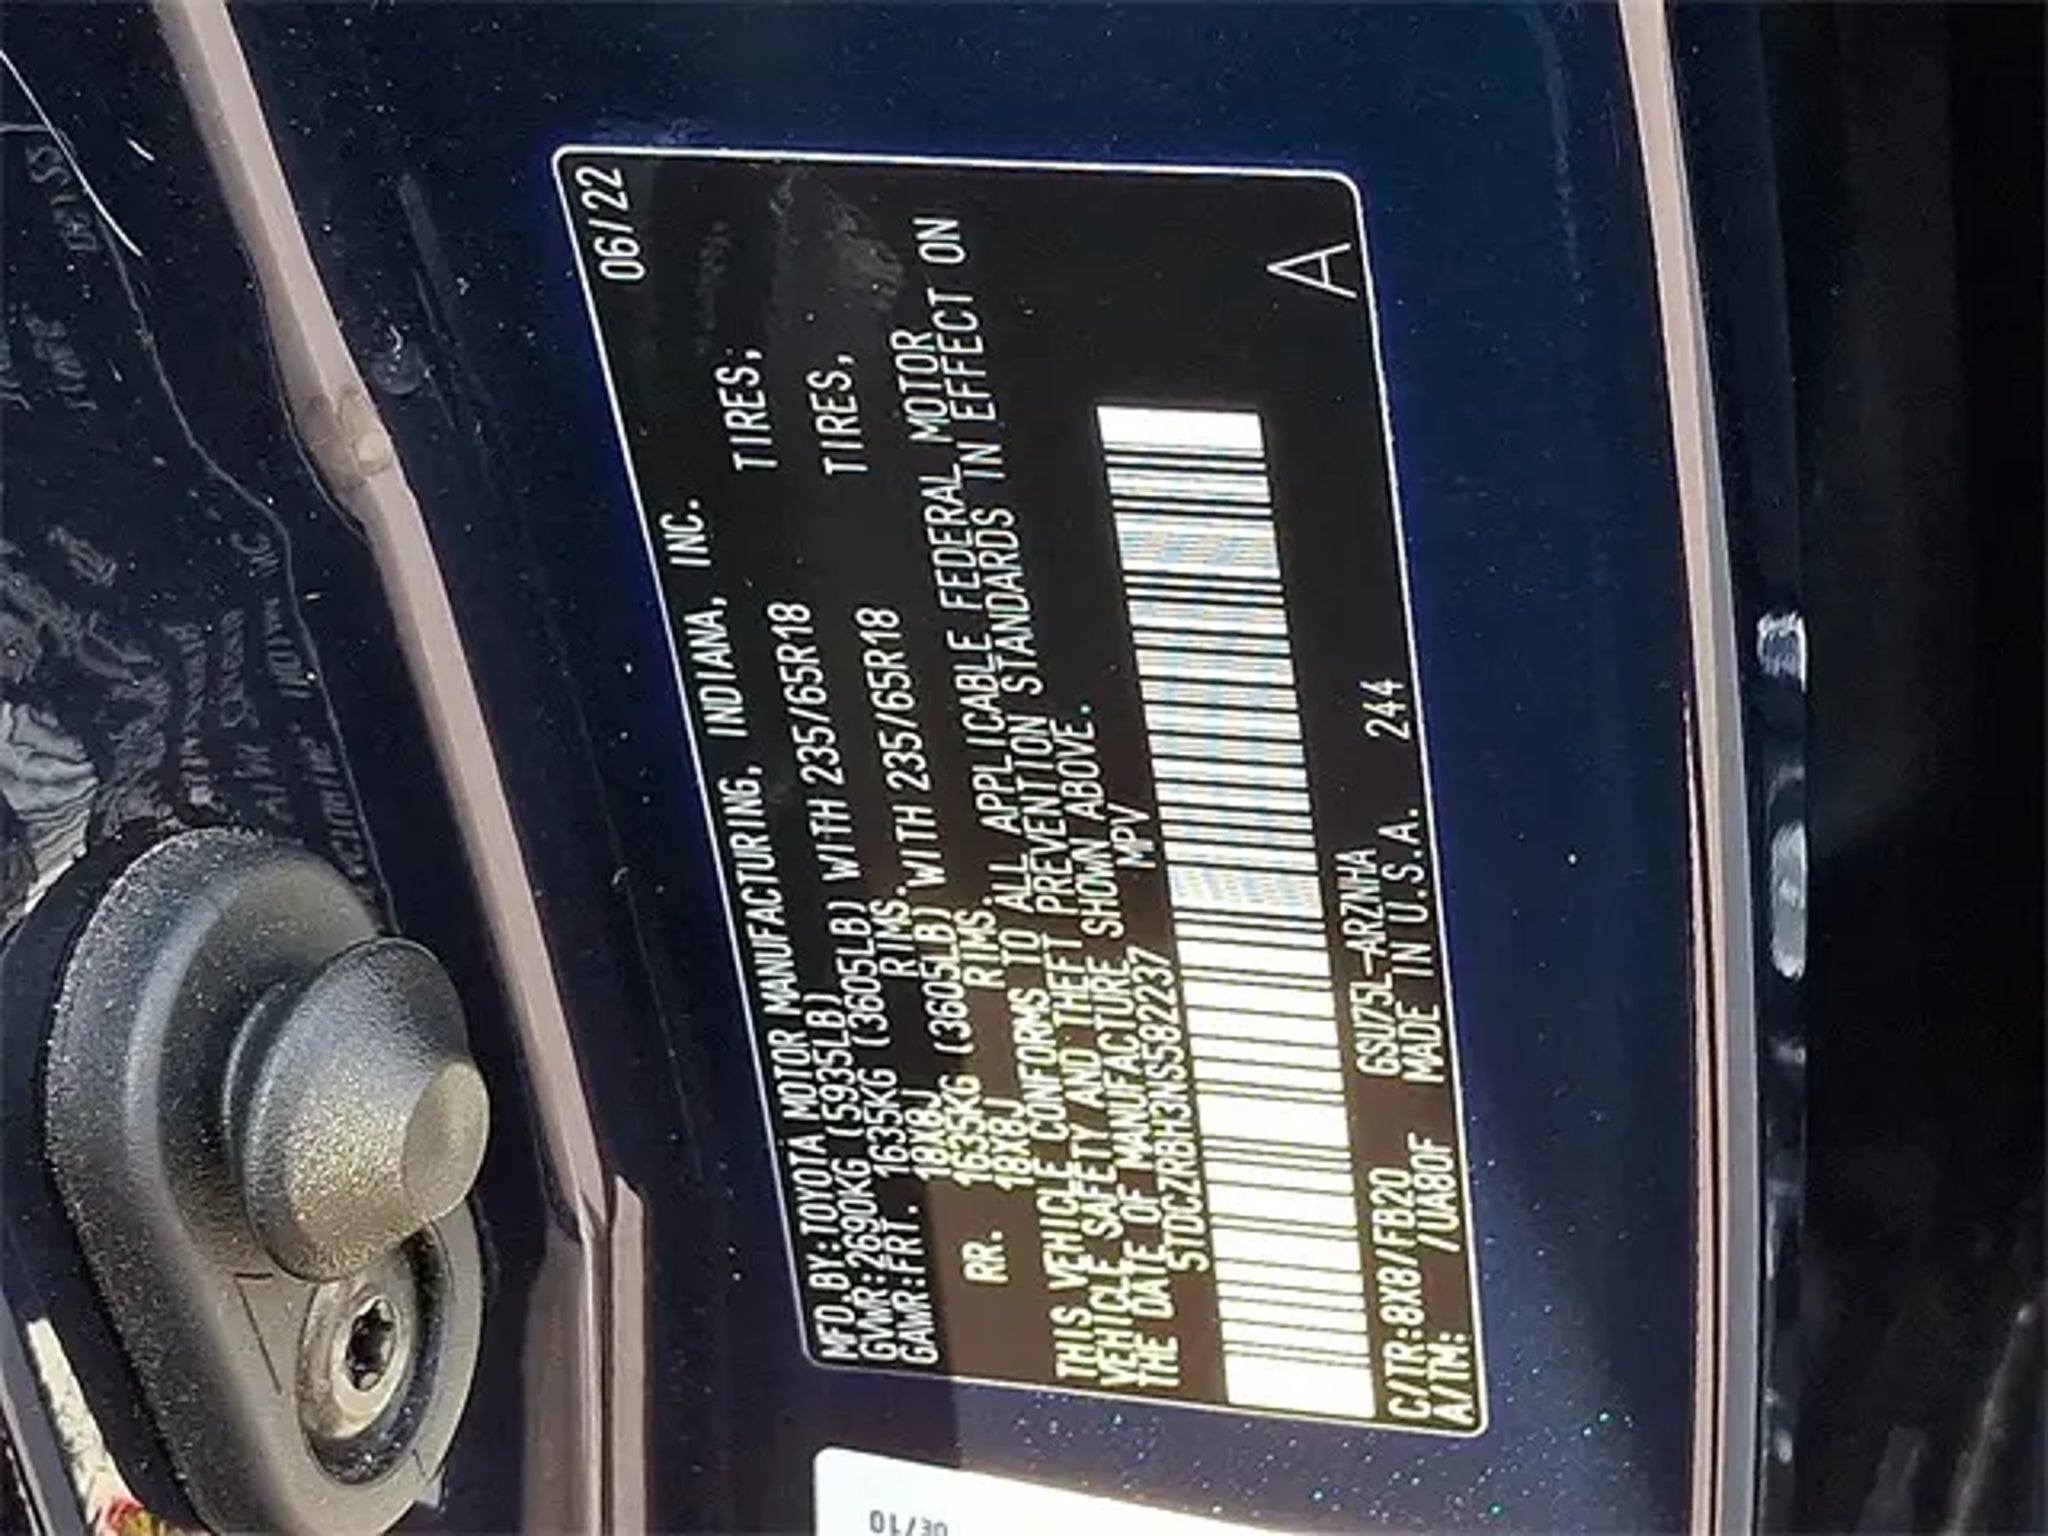 MFD.BY:TOYOTA MOTOR MANUFACTURING, INDIANA, INC. 06/22
GVWR:2690KG (5935LB)
GAWR:FRT. 1635KG (3605LB) WITH 235/65R18 TIRES,
18X8J RIMS.
RR. 1635KG (3605LB) WITH 235/65R18 TIRES,
18X8J RIMS.
THIS VEHICLE CONFORMS TO ALL APPLICABLE FEDERAL MOTOR
VEHICLE SAFETY AND THEFT PREVENTION STANDARDS IN EFFECT ON
THE DATE OF MANUFACTURE SHOWN ABOVE.
5TDCZRBH3NS582237 MPV
C/TR:8X8/FB20 GSU75L-ARZNHA
A/TM: /UA80F MADE IN U.S.A. 244
A